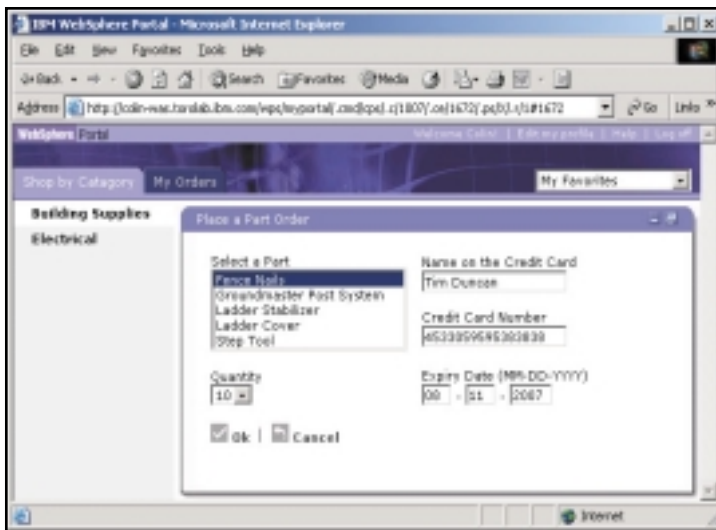 IBM WebSphere Portal - Microsoft Internet Explorer
File Edit View Favorites Tools Help
Back Search Favorites Media
Address Go Links »
WebSphere Portal Welcome Colin! | Edit my profile | Help | Log off
Shop by Catagory My Orders My Favorites
Building Supplies
Electrical
Place a Part Order
Select a Part
Fence Nails
Groundmaster Post System
Ladder Stabilizer
Ladder Cover
Step Tool
Name on the Credit Card
Tim Duncan
Credit Card Number
Quantity
10
Expiry Date (MM-DD-YYYY)
08 - 11 - 2007
Ok | Cancel
Internet